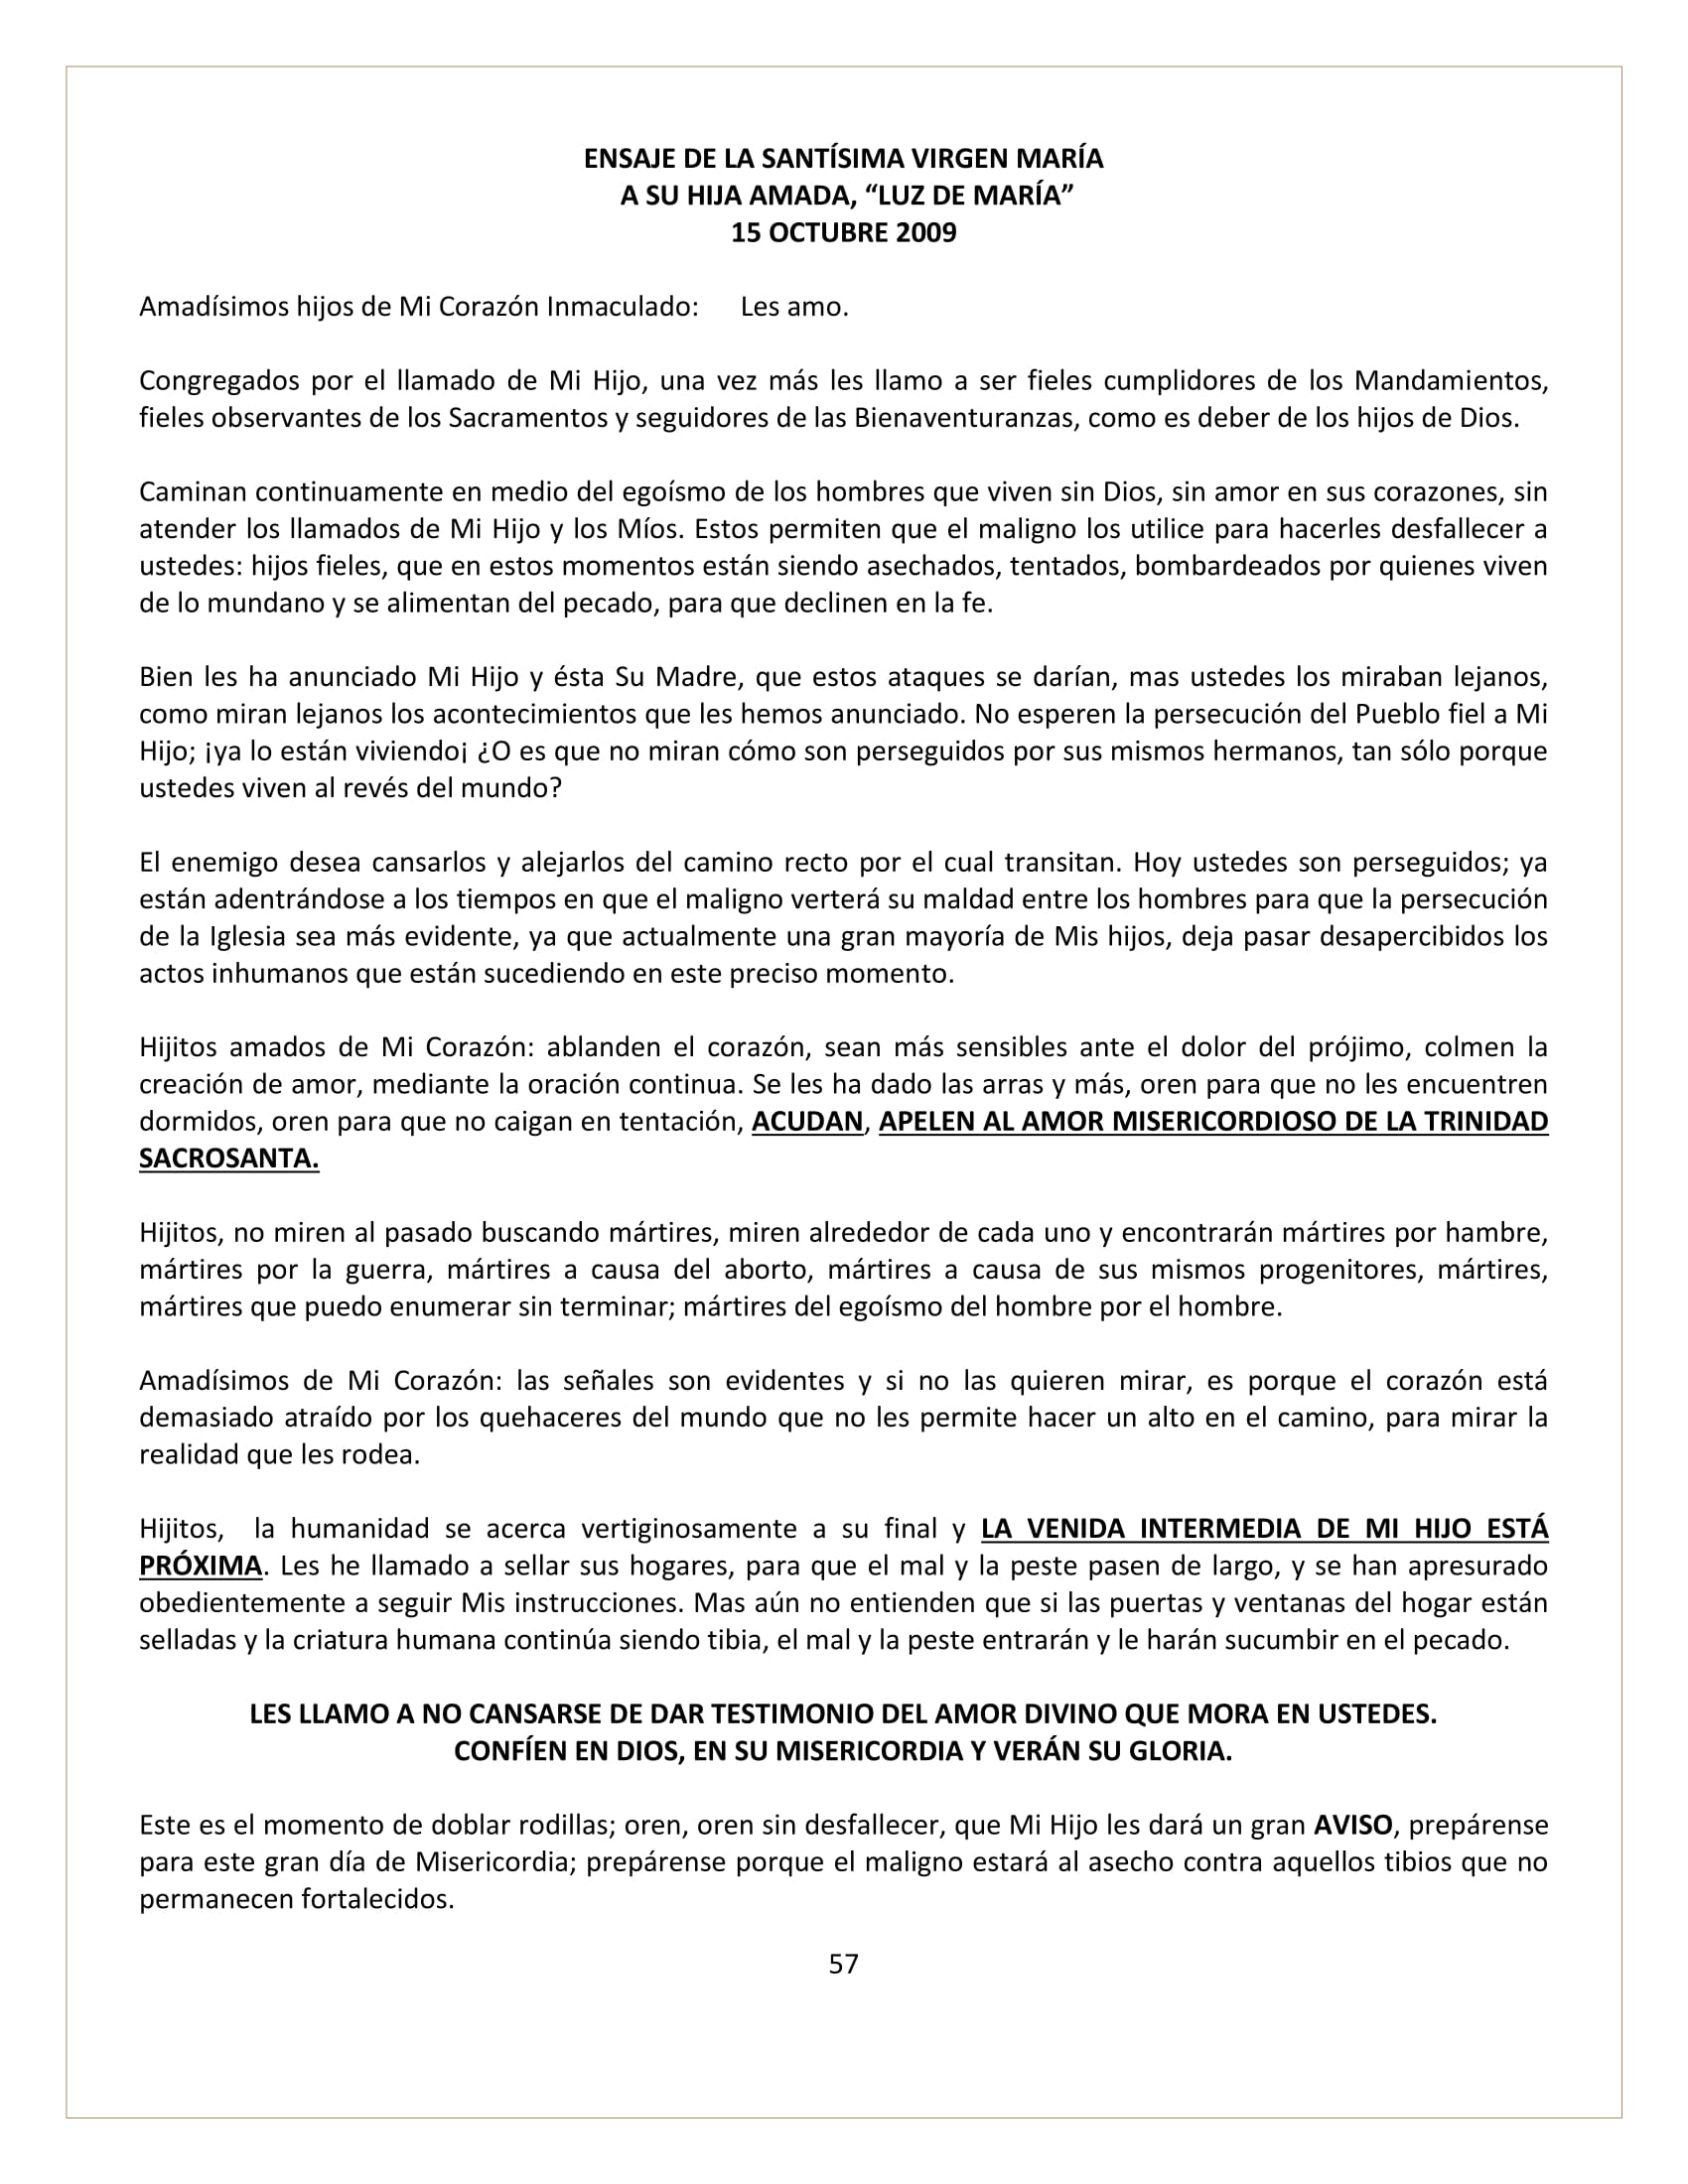 ENSAJE DE LA SANTÍSIMA VIRGEN MARÍA
A SU HIJA AMADA, “LUZ DE MARÍA”
15 OCTUBRE 2009
Amadísimos hijos de Mi Corazón Inmaculado: Les amo.
Congregados por el llamado de Mi Hijo, una vez más les llamo a ser fieles cumplidores de los Mandamientos,
fieles observantes de los Sacramentos y seguidores de las Bienaventuranzas, como es deber de los hijos de Dios.
Caminan continuamente en medio del egoísmo de los hombres que viven sin Dios, sin amor en sus corazones, sin
atender los llamados de Mi Hijo y los Míos. Estos permiten que el maligno los utilice para hacerles desfallecer a
ustedes: hijos fieles, que en estos momentos están siendo asechados, tentados, bombardeados por quienes viven
de lo mundano y se alimentan del pecado, para que declinen en la fe.
Bien les ha anunciado Mi Hijo y ésta Su Madre, que estos ataques se darían, mas ustedes los miraban lejanos,
como miran lejanos los acontecimientos que les hemos anunciado. No esperen la persecución del Pueblo fiel a Mi
Hijo; ¡ya lo están viviendo¡ ¿O es que no miran cómo son perseguidos por sus mismos hermanos, tan sólo porque
ustedes viven al revés del mundo?
El enemigo desea cansarlos y alejarlos del camino recto por el cual transitan. Hoy ustedes son perseguidos; ya
están adentrándose a los tiempos en que el maligno verterá su maldad entre los hombres para que la persecución
de la Iglesia sea más evidente, ya que actualmente una gran mayoría de Mis hijos, deja pasar desapercibidos los
actos inhumanos que están sucediendo en este preciso momento.
Hijitos amados de Mi Corazón: ablanden el corazón, sean más sensibles ante el dolor del prójimo, colmen la
creación de amor, mediante la oración continua. Se les ha dado las arras y más, oren para que no les encuentren
dormidos, oren para que no caigan en tentación, ACUDAN, APELEN AL AMOR MISERICORDIOSO DE LA TRINIDAD
SACROSANTA.
Hijitos, no miren al pasado buscando mártires, miren alrededor de cada uno y encontrarán mártires por hambre,
mártires por la guerra, mártires a causa del aborto, mártires a causa de sus mismos progenitores, mártires,
mártires que puedo enumerar sin terminar; mártires del egoísmo del hombre por el hombre.
Amadísimos de Mi Corazón: las señales son evidentes y si no las quieren mirar, es porque el corazón está
demasiado atraído por los quehaceres del mundo que no les permite hacer un alto en el camino, para mirar la
realidad que les rodea.
Hijitos, la humanidad se acerca vertiginosamente a su final y LA VENIDA INTERMEDIA DE MI HIJO ESTÁ
PRÓXIMA. Les he llamado a sellar sus hogares, para que el mal y la peste pasen de largo, y se han apresurado
obedientemente a seguir Mis instrucciones. Mas aún no entienden que si las puertas y ventanas del hogar están
selladas y la criatura humana continúa siendo tibia, el mal y la peste entrarán y le harán sucumbir en el pecado.
LES LLAMO A NO CANSARSE DE DAR TESTIMONIO DEL AMOR DIVINO QUE MORA EN USTEDES.
CONFÍEN EN DIOS, EN SU MISERICORDIA Y VERÁN SU GLORIA.
Este es el momento de doblar rodillas; oren, oren sin desfallecer, que Mi Hijo les dará un gran AVISO, prepárense
para este gran día de Misericordia; prepárense porque el maligno estará al asecho contra aquellos tibios que no
permanecen fortalecidos.
57